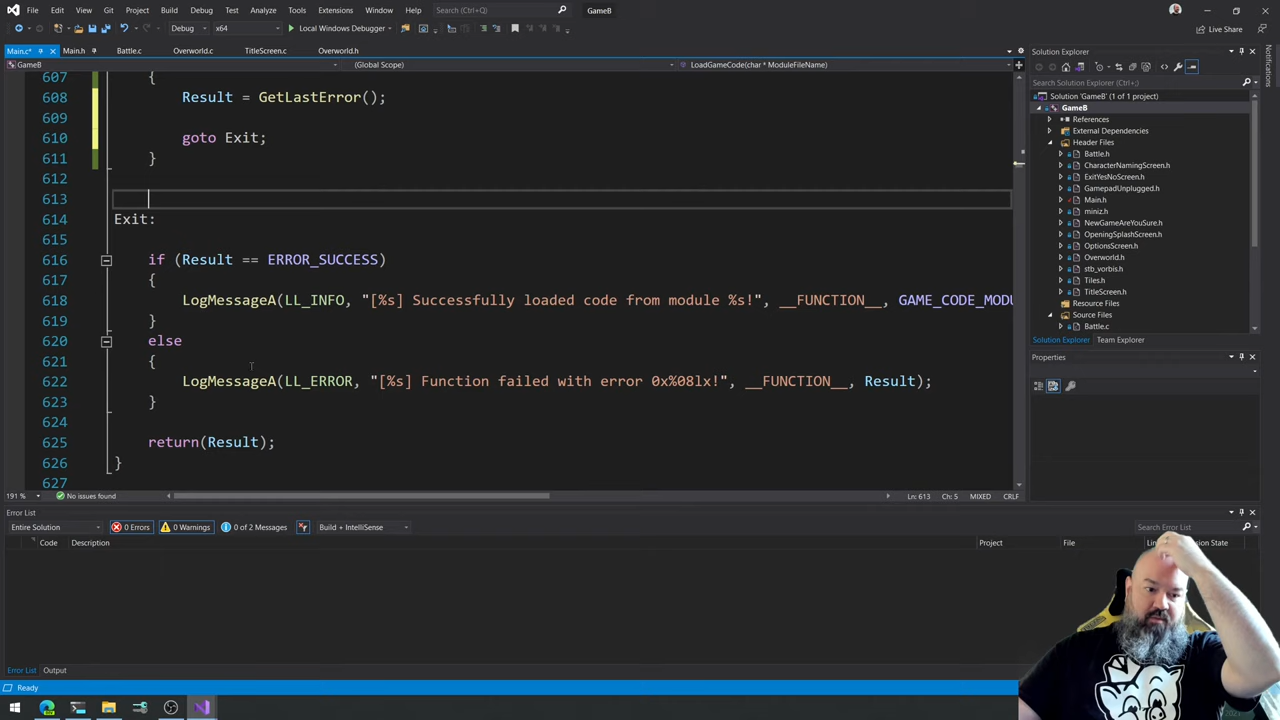 File Edit View Git Project Build Debug Test Analyze Tools Extensions Window Help Search (Ctrl+Q) GameB
Debug x64 Local Windows Debugger Live Share
Main.c* Main.h Battle.c Overworld.c TitleScreen.c Overworld.h
GameB (Global Scope) LoadGameCode(char * ModuleFileName)
607 {
608 Result = GetLastError();
609
610 goto Exit;
611 }
612
613
614 Exit:
615
616 if (Result == ERROR_SUCCESS)
617 {
618 LogMessageA(LL_INFO, "[%s] Successfully loaded code from module %s!", __FUNCTION__, GAME_CODE_MODU
619 }
620 else
621 {
622 LogMessageA(LL_ERROR, "[%s] Function failed with error 0x%08lx!", __FUNCTION__, Result);
623 }
624
625 return(Result);
626 }
627
191 % No issues found Ln: 613 Ch: 5 MIXED CRLF
Solution Explorer
Search Solution Explorer (Ctrl+;)
Solution 'GameB' (1 of 1 project)
GameB
References
External Dependencies
Header Files
Battle.h
CharacterNamingScreen.h
ExitYesNoScreen.h
GamepadUnplugged.h
Main.h
miniz.h
NewGameAreYouSure.h
OpeningSplashScreen.h
OptionsScreen.h
Overworld.h
stb_vorbis.h
Tiles.h
TitleScreen.h
Resource Files
Source Files
Battle.c
Solution Explorer Team Explorer
Properties
Notifications
Error List
Entire Solution 0 Errors 0 Warnings 0 of 2 Messages Build + IntelliSense Search Error List
Code Description Project File Lin ession State
Error List Output
Ready